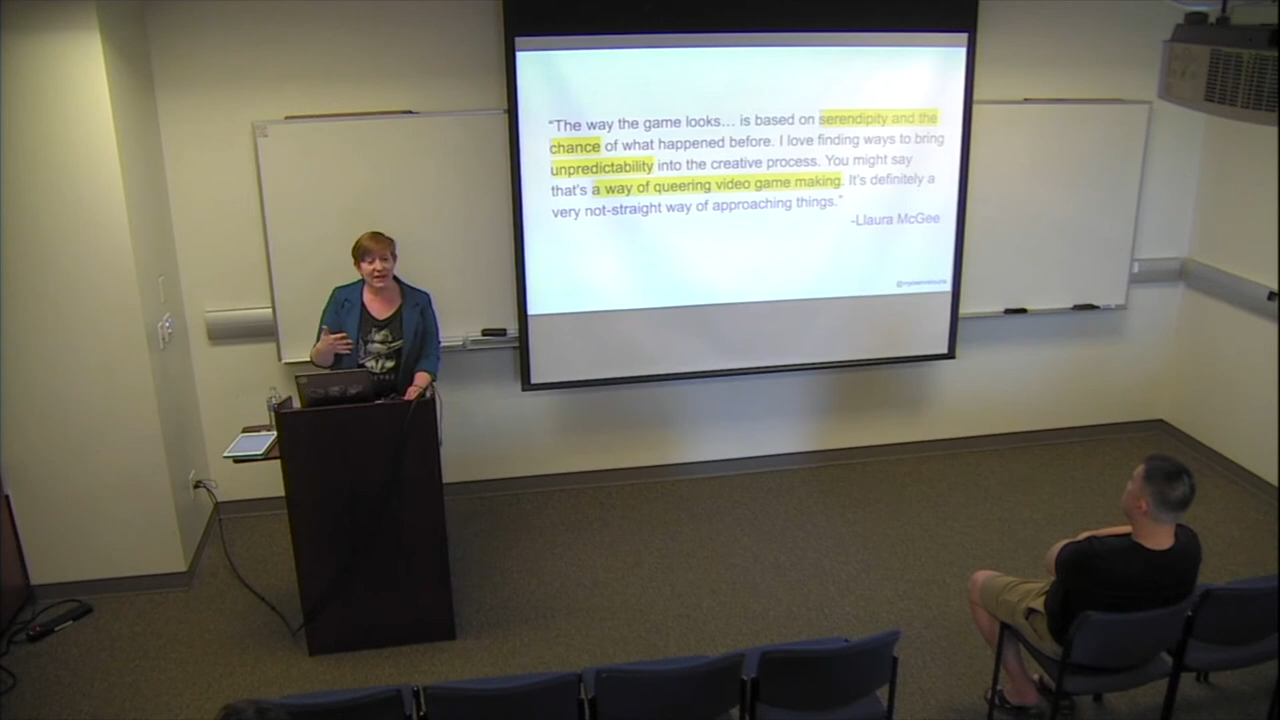 “The way the game looks… is based on serendipity and the
chance of what happened before. I love finding ways to bring
unpredictability into the creative process. You might say
that’s a way of queering video game making. It’s definitely a
very not-straight way of approaching things.”
-Llaura McGee